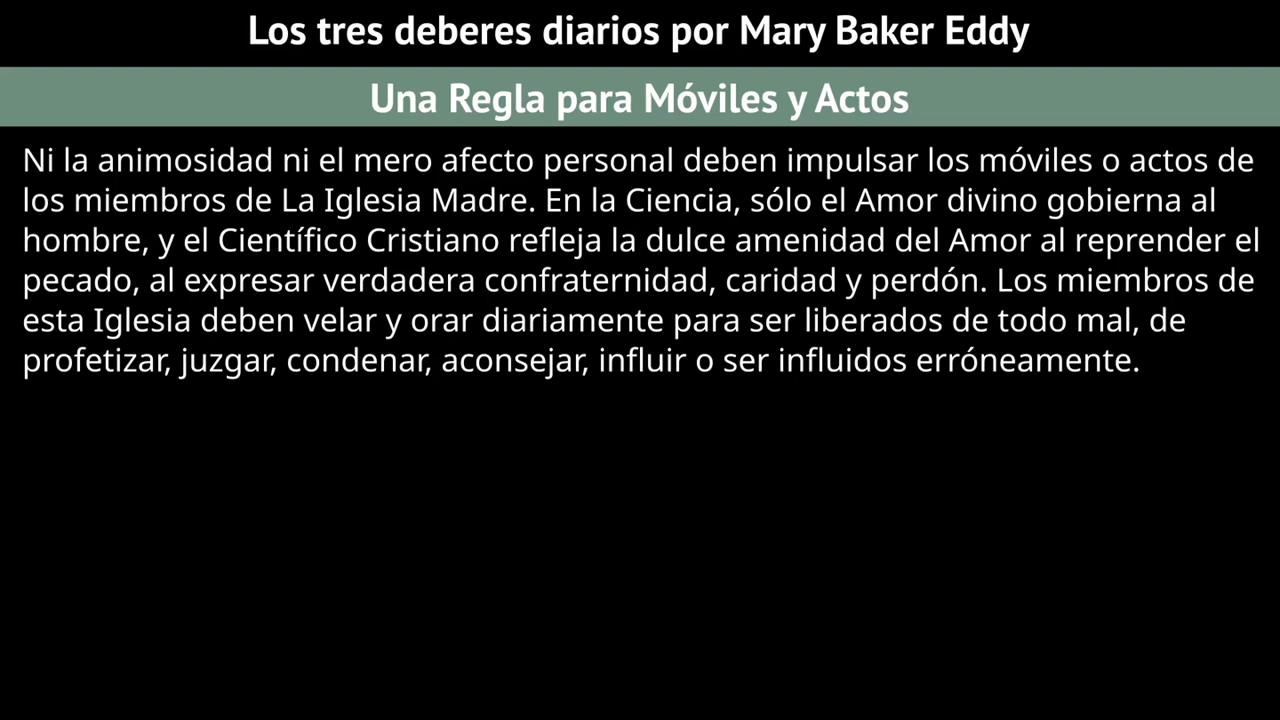 Los tres deberes diarios por Mary Baker Eddy
Una Regla para Móviles y Actos
Ni la animosidad ni el mero afecto personal deben impulsar los móviles o actos de
los miembros de La Iglesia Madre. En la Ciencia, sólo el Amor divino gobierna al
hombre, y el Científico Cristiano refleja la dulce amenidad del Amor al reprender el
pecado, al expresar verdadera confraternidad, caridad y perdón. Los miembros de
esta Iglesia deben velar y orar diariamente para ser liberados de todo mal, de
profetizar, juzgar, condenar, aconsejar, influir o ser influidos erróneamente.